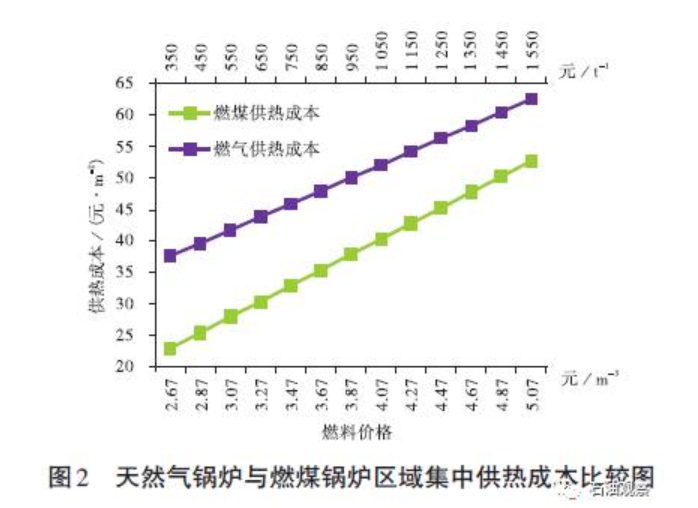 350 450 550 650 750 850 950 1 050 1 150 1 250 1 350 1 450 1 550
元/t⁻¹
65
60
55
50
45
40
35
30
25
20
供热成本/(元·m⁻²)
燃煤供热成本
燃气供热成本
2.67 2.87 3.07 3.27 3.47 3.67 3.87 4.07 4.27 4.47 4.67 4.87 5.07
元/m⁻³
燃料价格
图2 天然气锅炉与燃煤锅炉区域集中供热成本比较图
石油观察